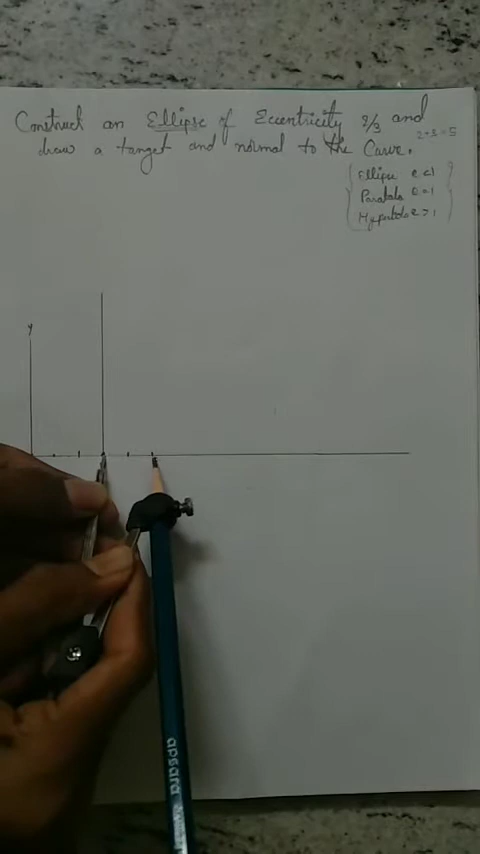 Construct an Ellipse of Eccentricity 2/3 and
2+3=5
draw a tanget and normal to the Curve.
Ellipse e<1
Parabola e=1
Hyperbola e>1
apsara